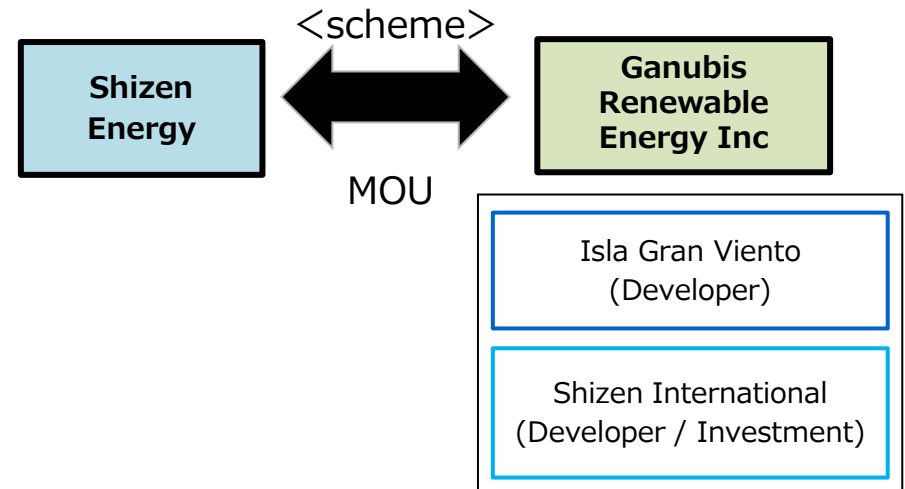 ＜scheme＞
Shizen
Energy
Ganubis
Renewable
Energy Inc
MOU
Isla Gran Viento
(Developer)
Shizen International
(Developer / Investment)